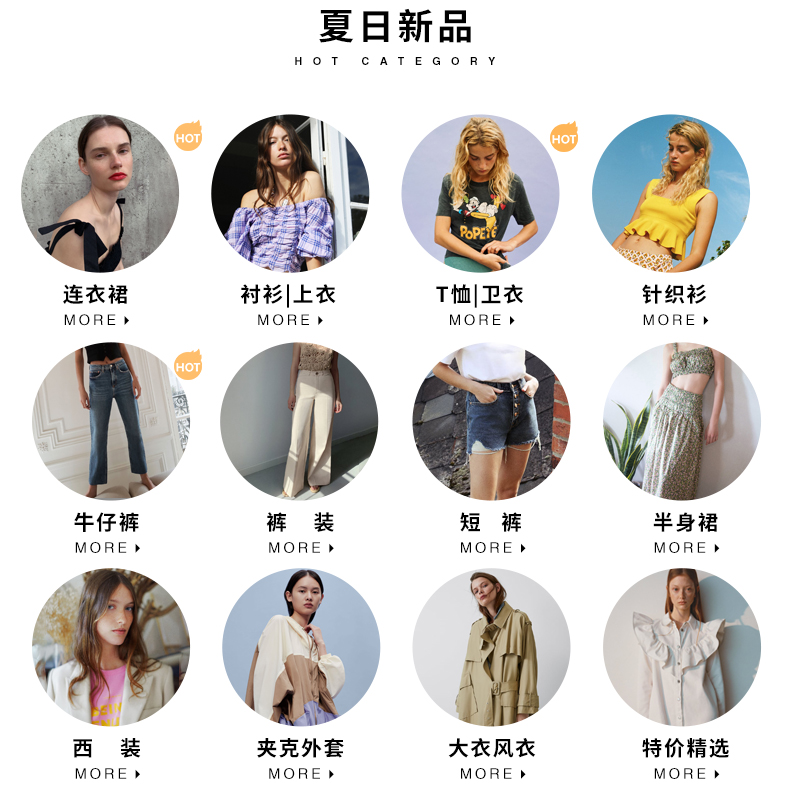 夏日新品
HOT CATEGORY
HOT
HOT
POPEYE
连衣裙
衬衫|上衣
T恤|卫衣
针织衫
MORE
MORE
MORE
MORE
HOT
牛仔裤
裤 装
短 裤
半身裙
MORE
MORE
MORE
MORE
西 装
夹克外套
大衣风衣
特价精选
MORE
MORE
MORE
MORE